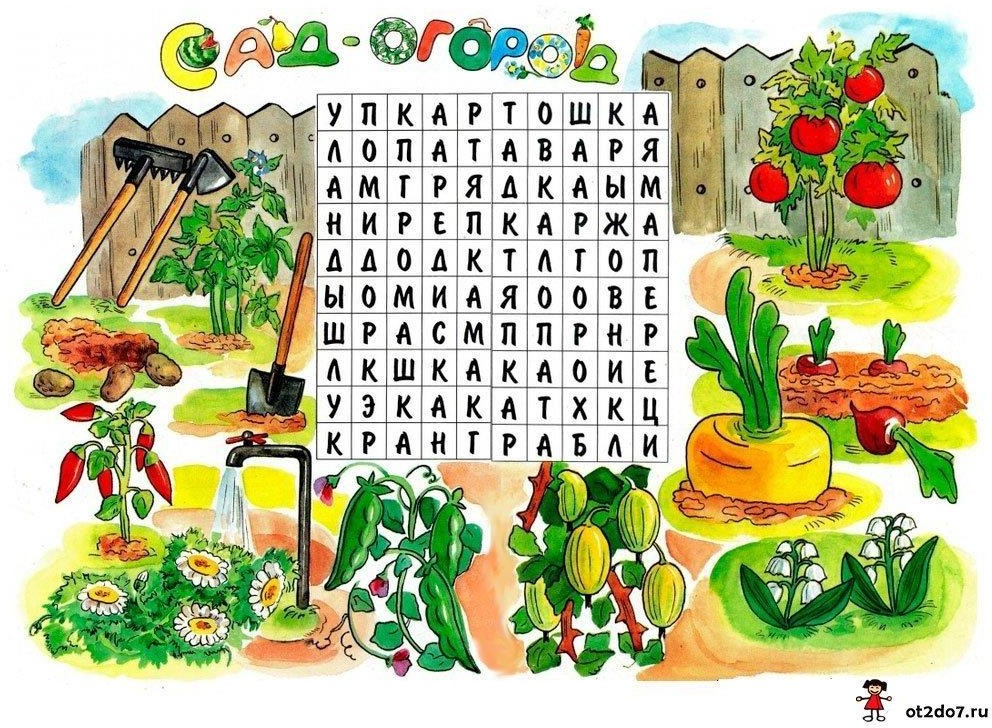 САД-ОГОРОД
У П К А Р Т О Ш К А
Л О П А Т А В А Р Я
А М Г Р Я Д К А Ы М
Н И Р Е П К А Р Ж А
Д Д О Д К Т Л Г О П
Ы О М И А Я О О В Е
Ш Р А С М П П Р Н Р
Л К Ш К А К А О И Е
У Э К А К А Т Х К Ц
К Р А Н Г Р А Б Л И
ot2do7.ru